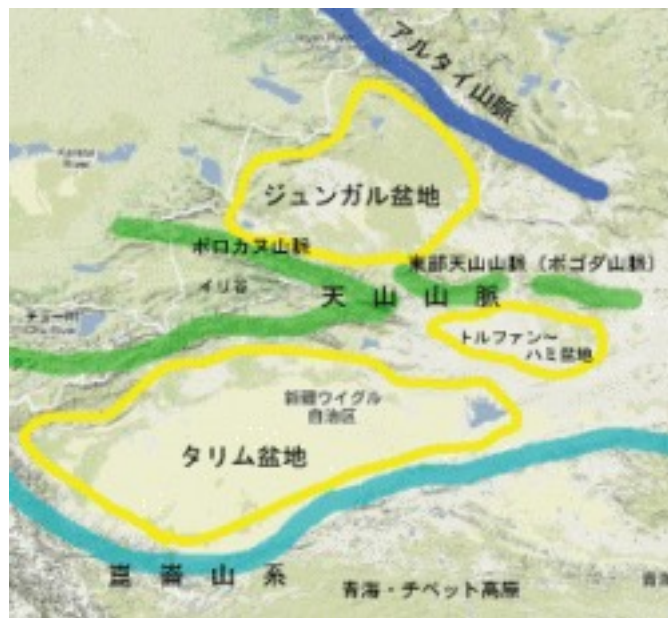 アルタイ山脈
ジュンガル盆地
ボロカヌ山脈
東部天山山脈（ボゴダ山脈）
イリ谷
天山山脈
トルファン〜
ハミ盆地
新疆ウイグル
自治区
タリム盆地
崑崙山系
青海・チベット高原
青海